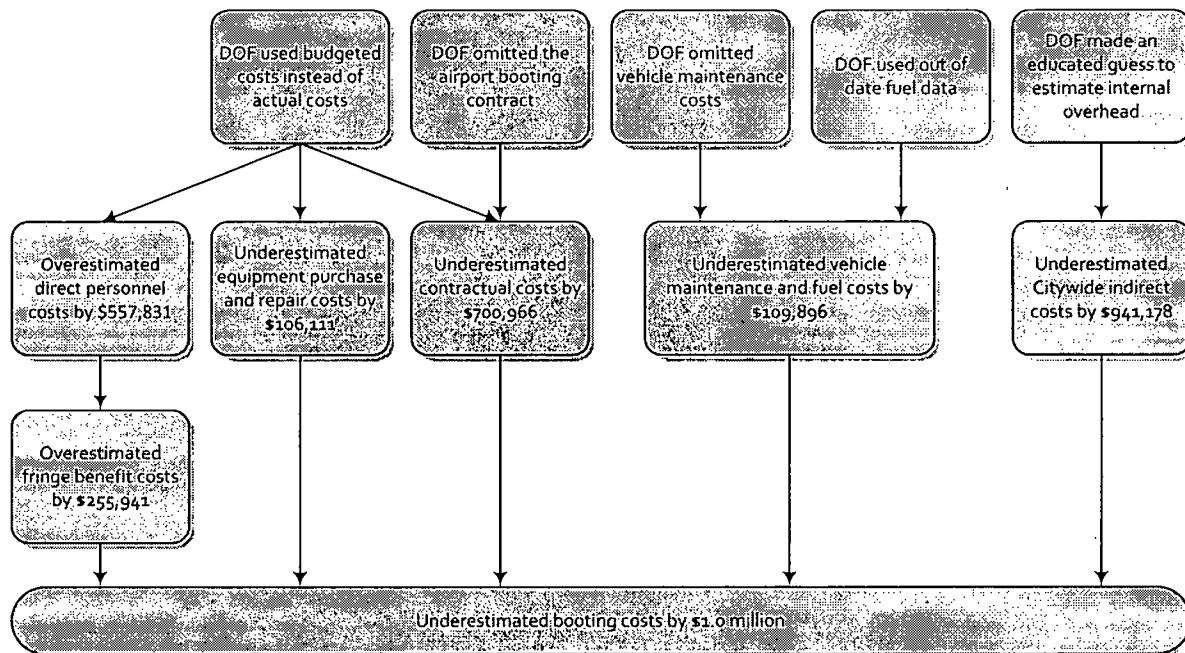 DOF used budgeted
costs instead of
actual costs
DOF omitted the
airport booting
contract
DOF omitted
vehicle maintenance
costs
DOF used out of
date fuel data
DOF made an
educated guess to
estimate internal
overhead
Overestimated
direct personnel
costs by $557,831
Underestimated
equipment purchase
and repair costs by
$106,111
Underestimated
contractual costs by
$700,966
Underestimated vehicle
maintenance and fuel costs by
$109,896
Underestimated
Citywide indirect
costs by $941,178
Overestimated
fringe benefit costs
by $255,941
Underestimated booting costs by $1.0 million